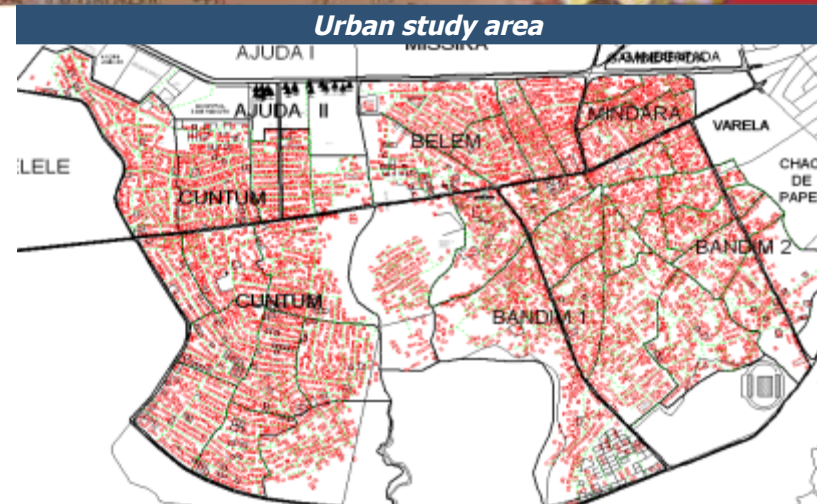 Urban study area
AJUDA I
MISSIRA
AJUDA II
MINDARA
BELEM
VARELA
LELE
CHAC
DE
PAPE
CUNTUM
BANDIM 2
CUNTUM
BANDIM 1